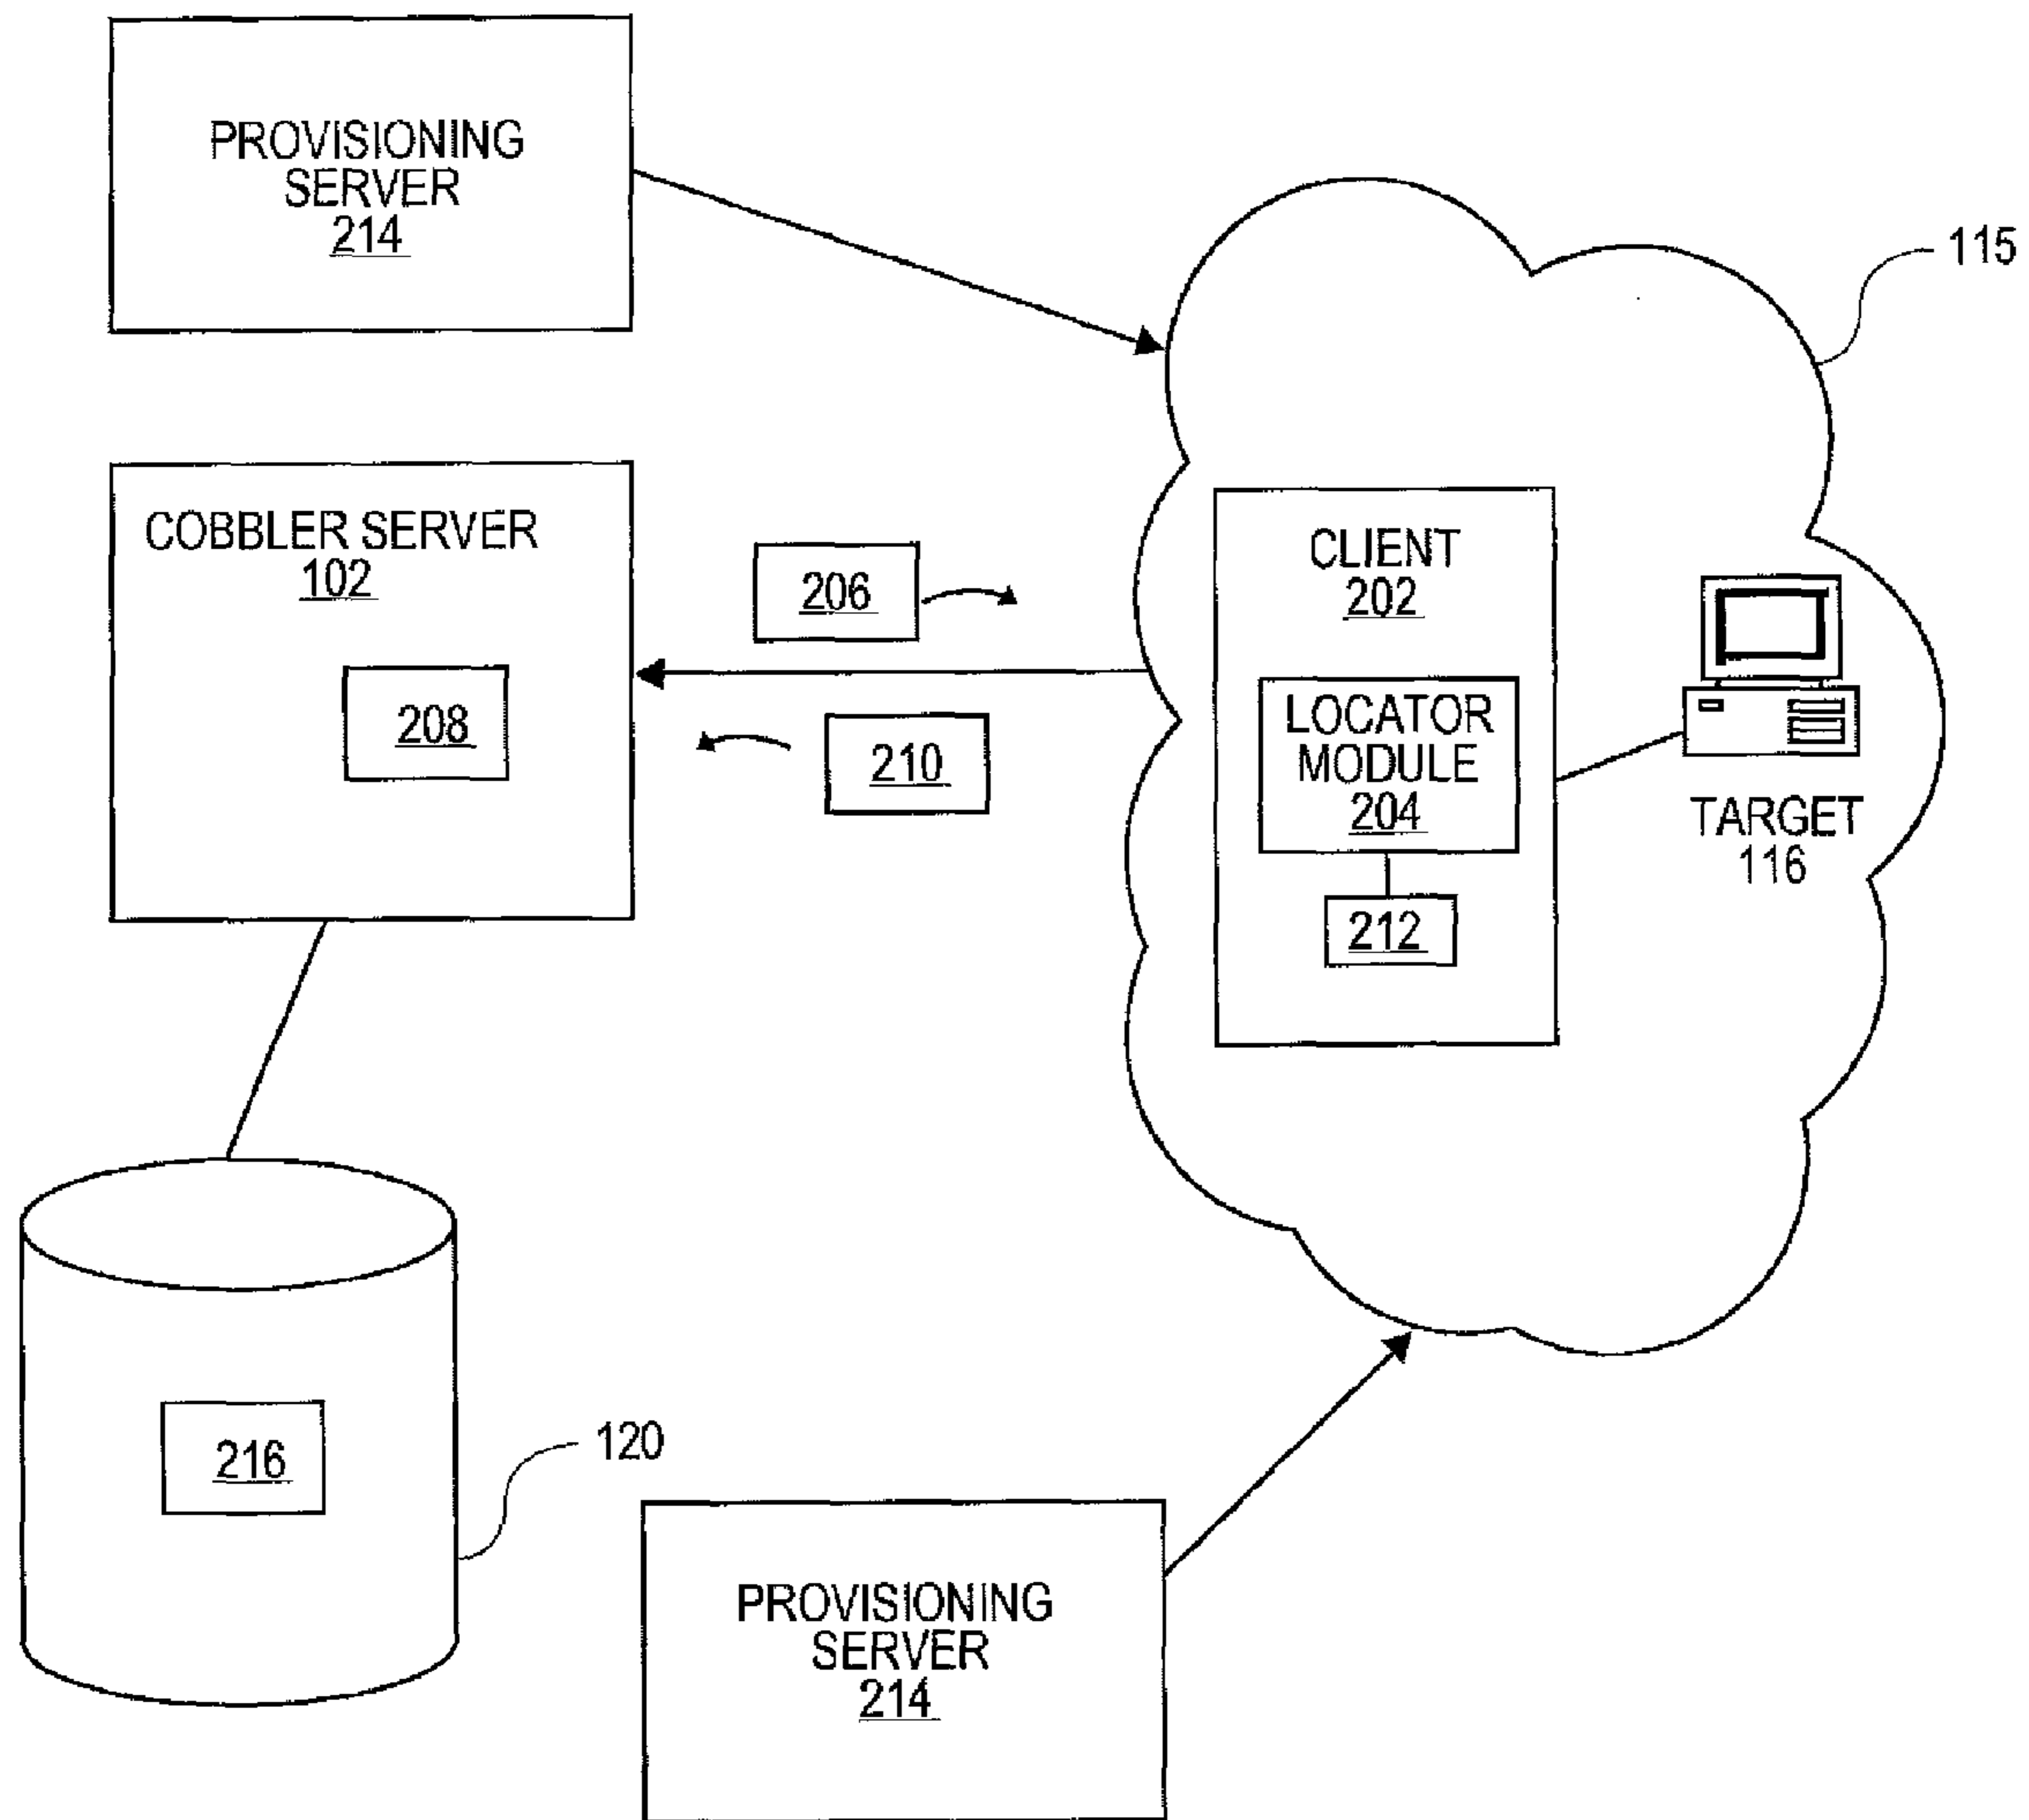 PROVISIONING
SERVER
214
115
COBBLER SERVER
102
208
206
210
CLIENT
202
LOCATOR
MODULE
204
212
TARGET
116
216
120
PROVISIONING
SERVER
214